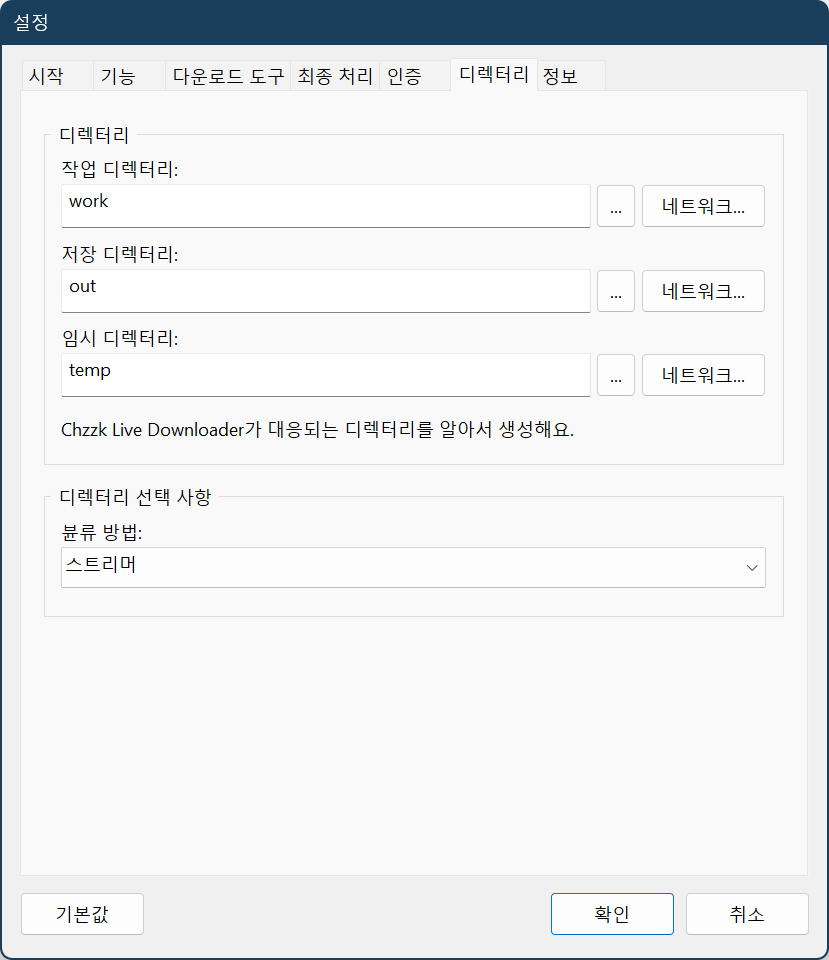 설정
시작 기능 다운로드 도구 최종 처리 인증 디렉터리 정보
디렉터리
작업 디렉터리:
work ... 네트워크...
저장 디렉터리:
out ... 네트워크...
임시 디렉터리:
temp ... 네트워크...
Chzzk Live Downloader가 대응되는 디렉터리를 알아서 생성해요.
디렉터리 선택 사항
뷴류 방법:
스트리머
기본값 확인 취소